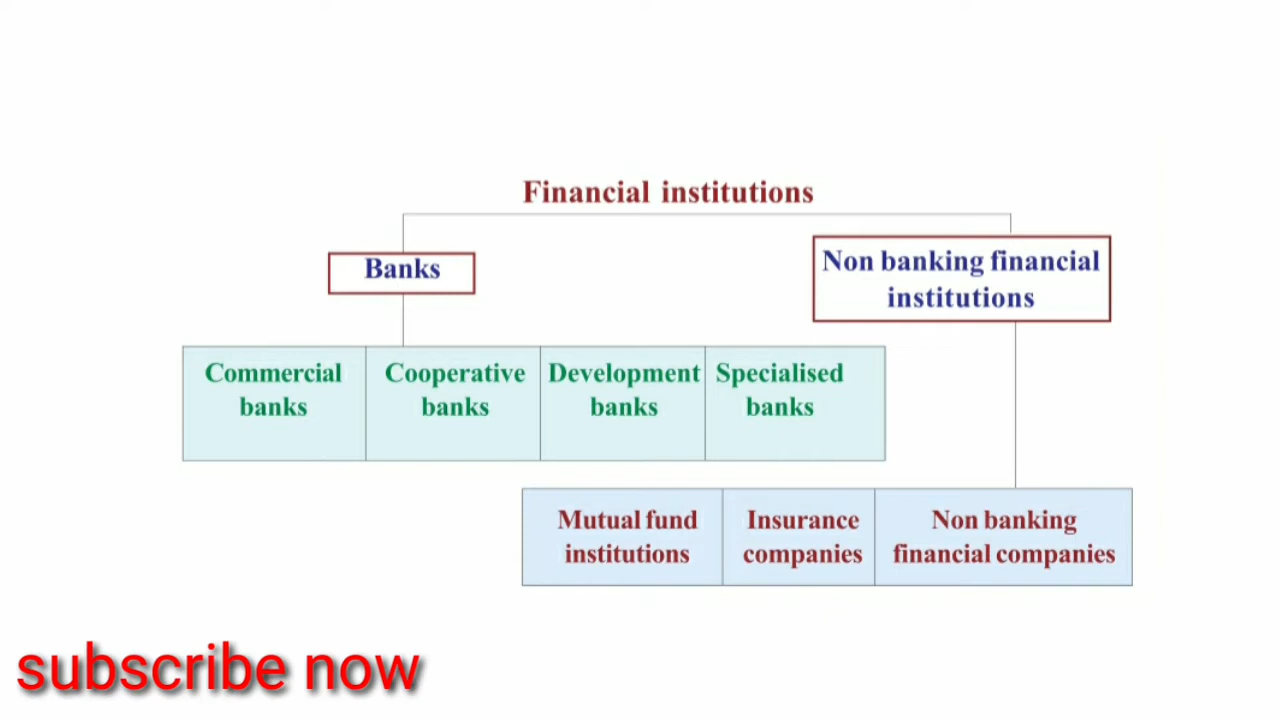 Financial institutions
Banks
Non banking financial
institutions
Commercial
banks
Cooperative
banks
Development
banks
Specialised
banks
Mutual fund
institutions
Insurance
companies
Non banking
financial companies
subscribe now